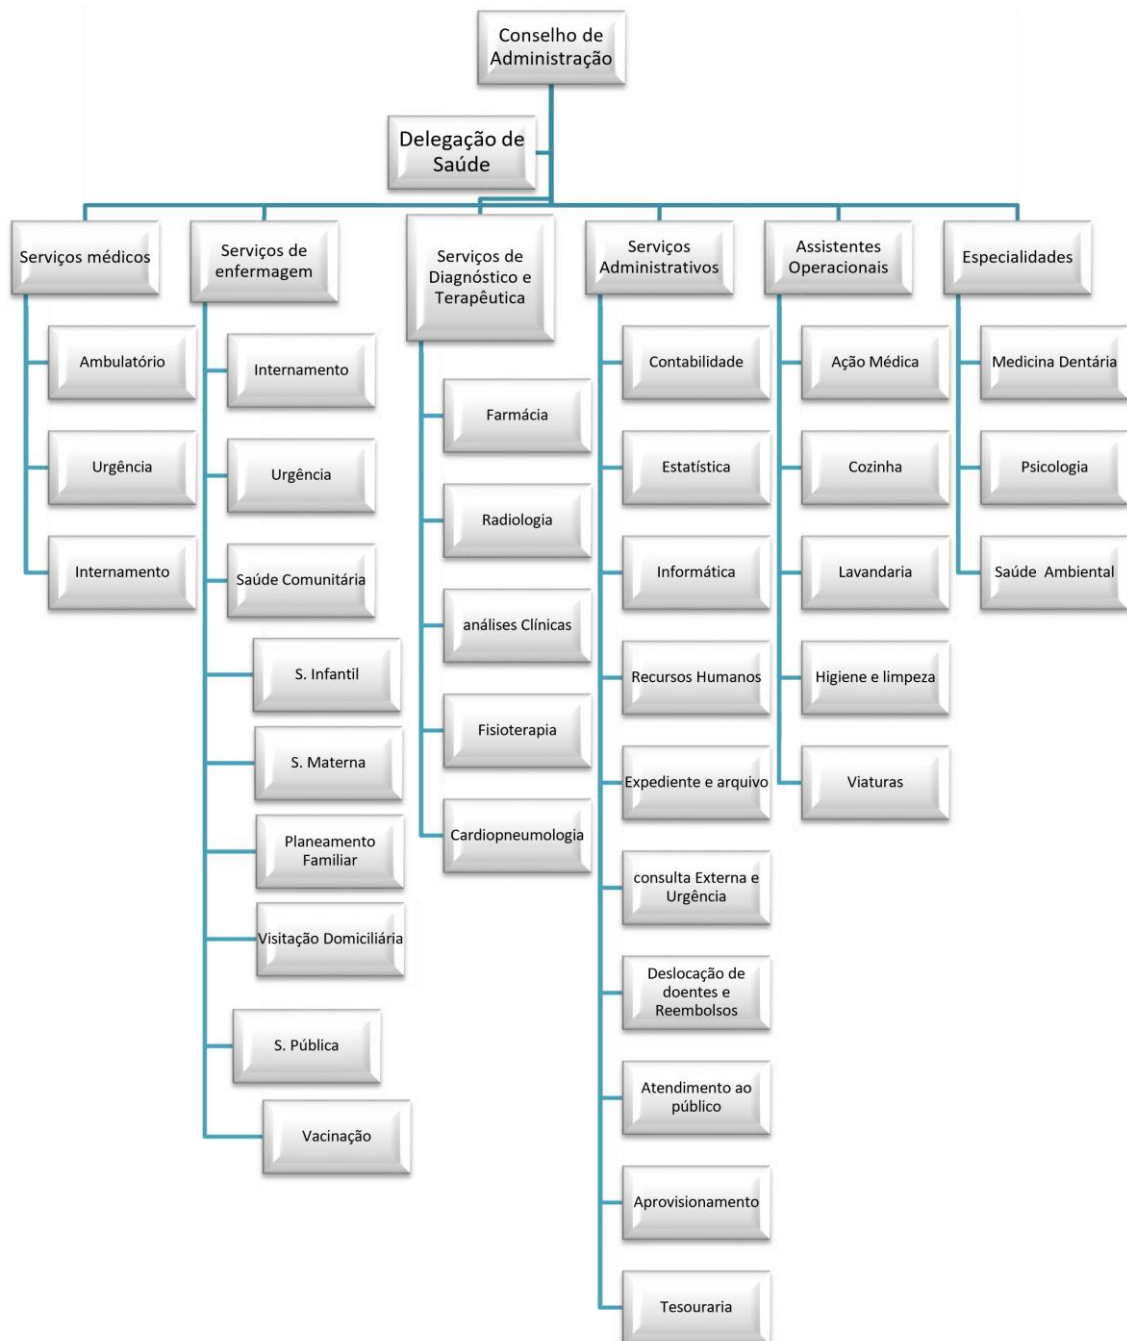 Conselho de
Administração
Delegação de
Saúde
Serviços médicos
Ambulatório
Urgência
Internamento
Serviços de
enfermagem
Internamento
Urgência
Saúde Comunitária
S. Infantil
S. Materna
Planeamento
Familiar
Visitação Domiciliária
S. Pública
Vacinação
Serviços de
Diagnóstico e
Terapêutica
Farmácia
Radiologia
análises Clínicas
Fisioterapia
Cardiopneumologia
Serviços
Administrativos
Contabilidade
Estatística
Informática
Recursos Humanos
Expediente e arquivo
consulta Externa e
Urgência
Deslocação de
doentes e
Reembolsos
Atendimento ao
público
Aprovisionamento
Tesouraria
Assistentes
Operacionais
Ação Médica
Cozinha
Lavandaria
Higiene e limpeza
Viaturas
Especialidades
Medicina Dentária
Psicologia
Saúde Ambiental